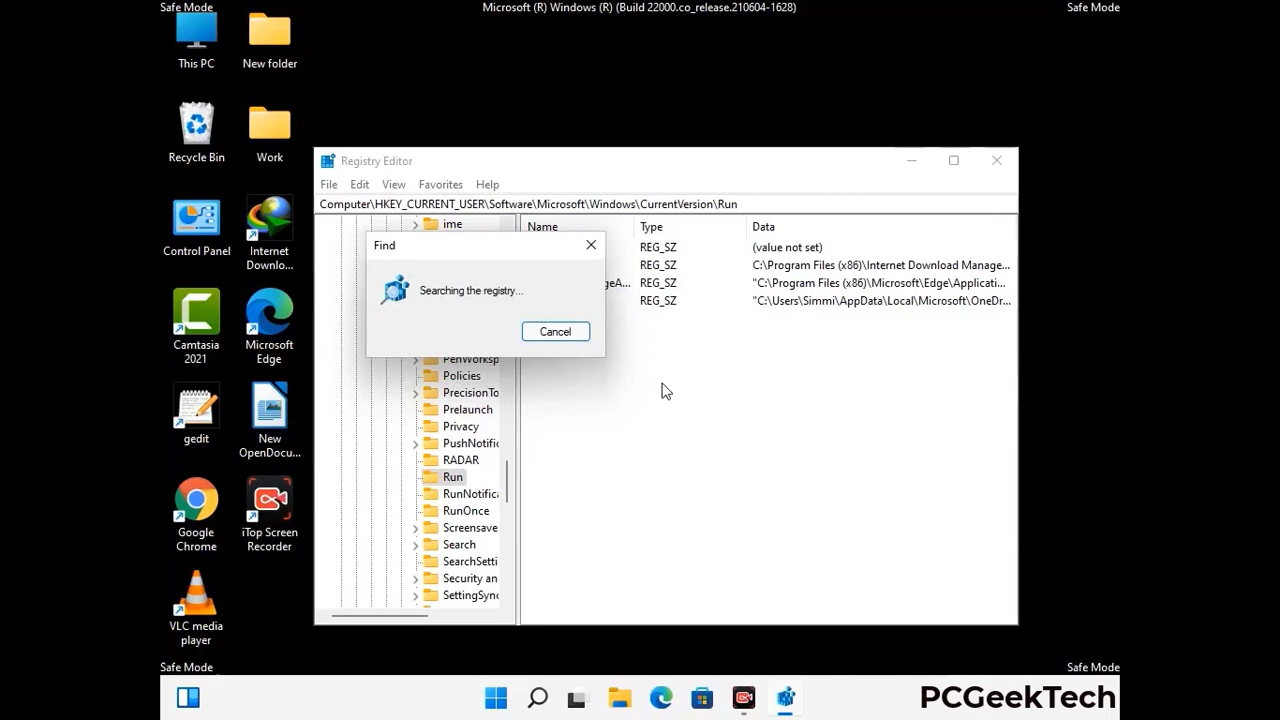 Safe Mode
Microsoft (R) Windows (R) (Build 22000.co_release.210604-1628)
Safe Mode
This PC
New folder
Recycle Bin
Work
Control Panel
Internet
Downlo...
Camtasia
2021
Microsoft
Edge
gedit
New
OpenDocu...
Google
Chrome
iTop Screen
Recorder
VLC media
player
Registry Editor
File Edit View Favorites Help
Computer\HKEY_CURRENT_USER\Software\Microsoft\Windows\CurrentVersion\Run
ime
Find
Searching the registry...
Cancel
PenWorksp
Policies
PrecisionTo
Prelaunch
Privacy
PushNotific
RADAR
Run
RunNotifica
RunOnce
Screensave
Search
SearchSetti
Security an
SettingSync
Name Type Data
REG_SZ (value not set)
REG_SZ C:\Program Files (x86)\Internet Download Manage...
geA... REG_SZ "C:\Program Files (x86)\Microsoft\Edge\Applicati...
REG_SZ "C:\Users\Simmi\AppData\Local\Microsoft\OneDr...
Safe Mode
Safe Mode
PCGeekTech